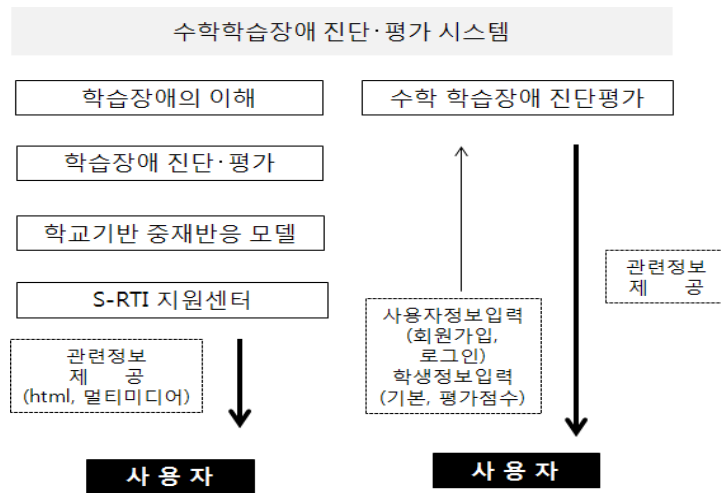 수학학습장애 진단·평가 시스템
학습장애의 이해
학습장애 진단·평가
학교기반 중재반응 모델
S-RTI 지원센터
관련정보
제 공
(html, 멀티미디어)
사 용 자
수학 학습장애 진단평가
사용자정보입력
(회원가입,
로그인)
학생정보입력
(기본, 평가점수)
관련정보
제 공
사 용 자